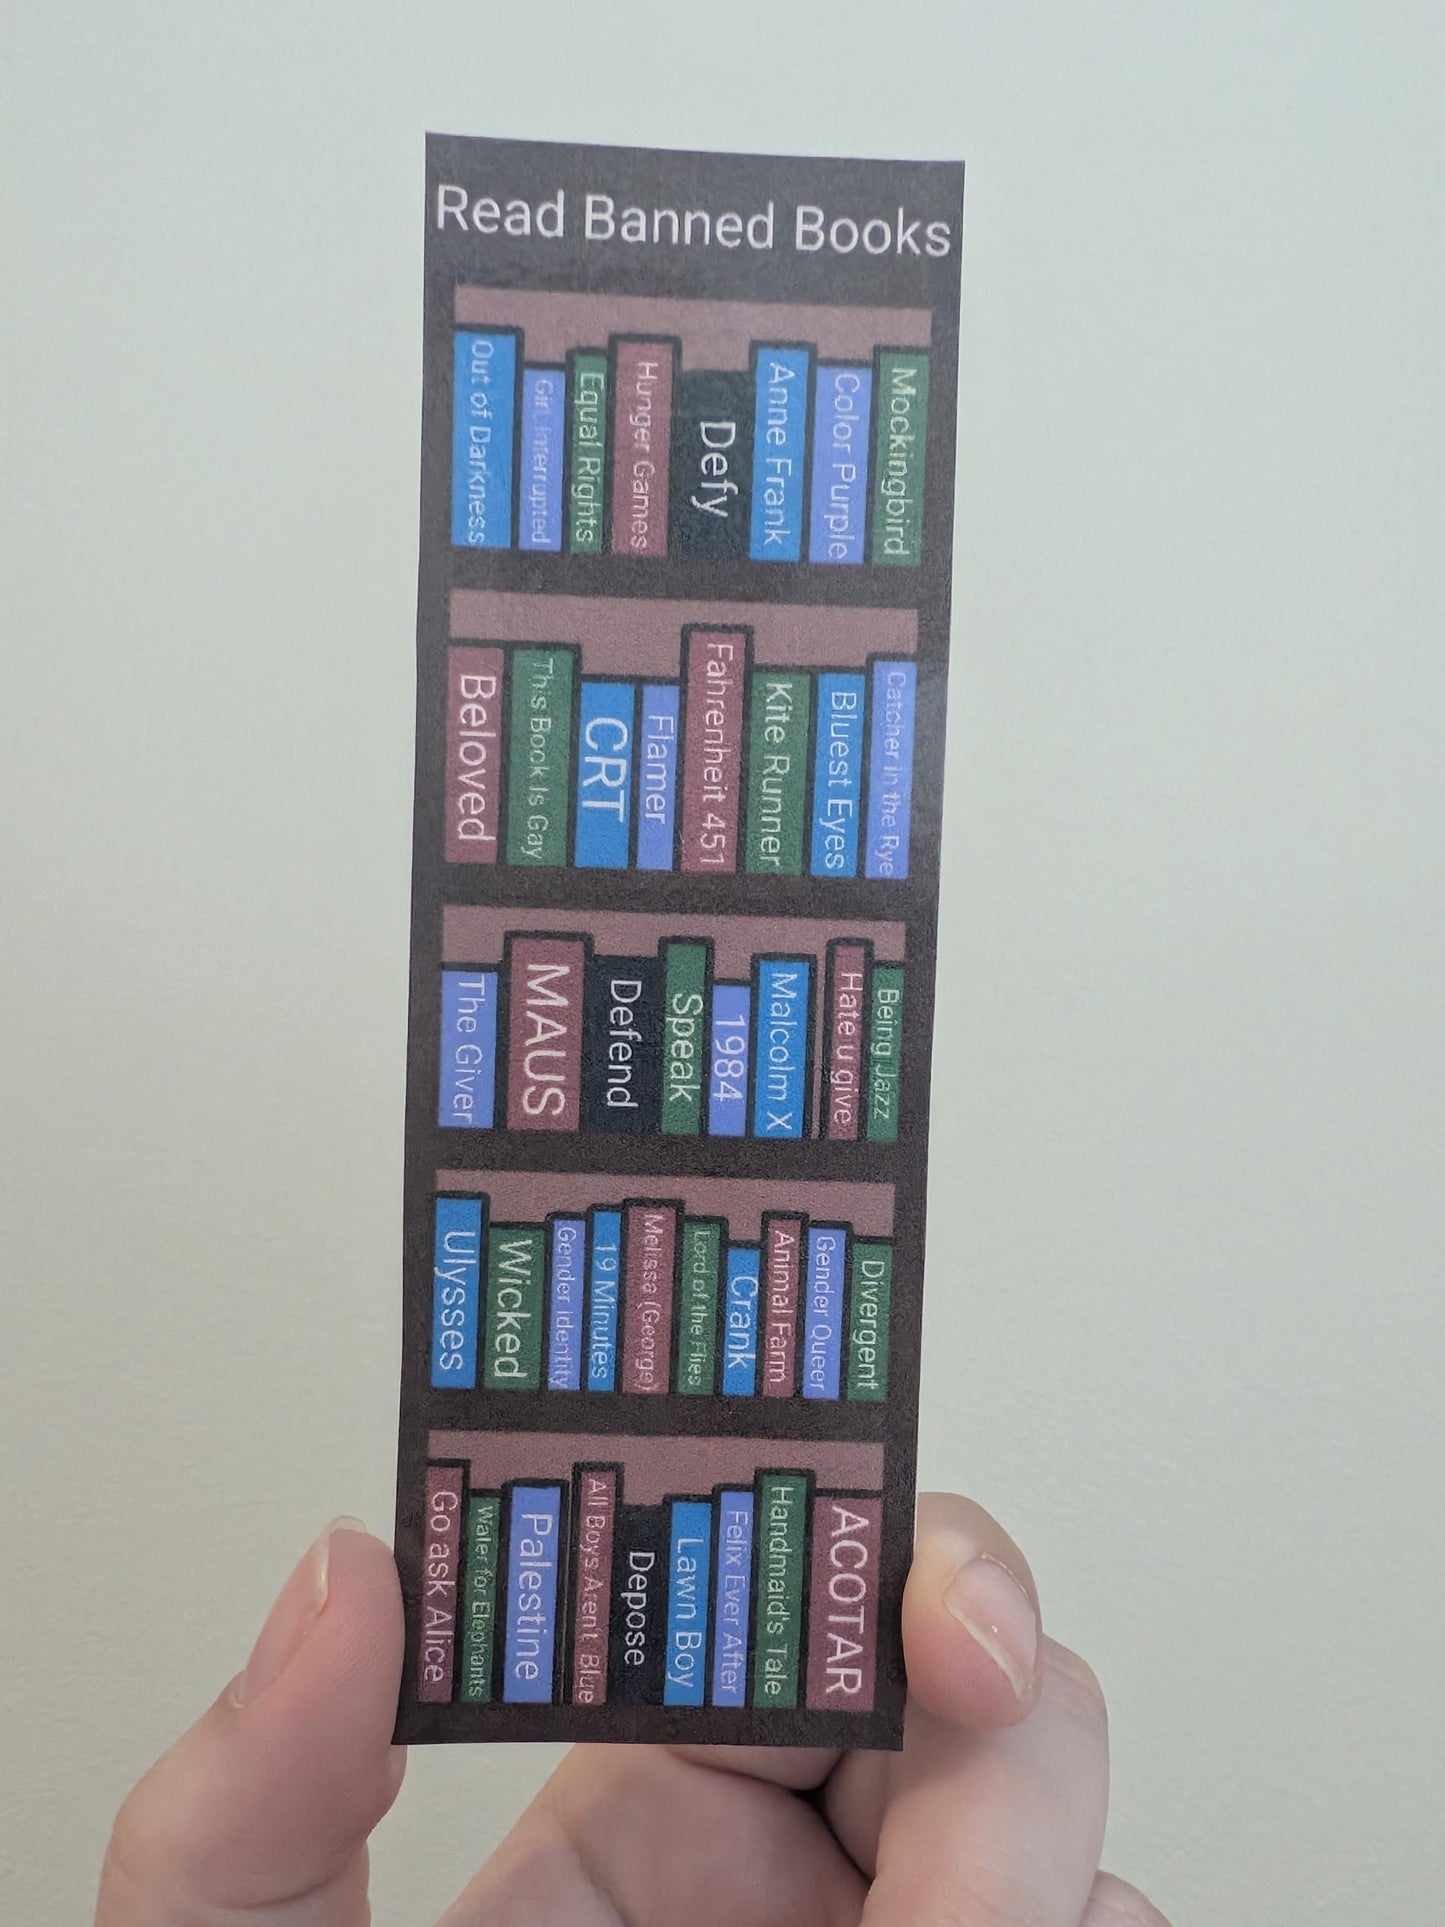 Read Banned Books
Out of Darkness
Girl Interrupted
Equal Rights
Hunger Games
Defy
Anne Frank
Color Purple
Mockingbird
Beloved
This Book Is Gay
CRT
Flamer
Fahrenheit 451
Kite Runner
Bluest Eyes
Catcher in the Rye
The Giver
MAUS
Defend
Speak
1984
Malcolm X
Hate u give
Being Jazz
Ulysses
Wicked
Gender identity
19 Minutes
Melissa (George)
Lord of the Flies
Crank
Animal Farm
Gender Queer
Divergent
Go ask Alice
Water for Elephants
Palestine
All Boys Aren't Blue
Depose
Lawn Boy
Felix Ever After
Handmaid's Tale
ACOTAR